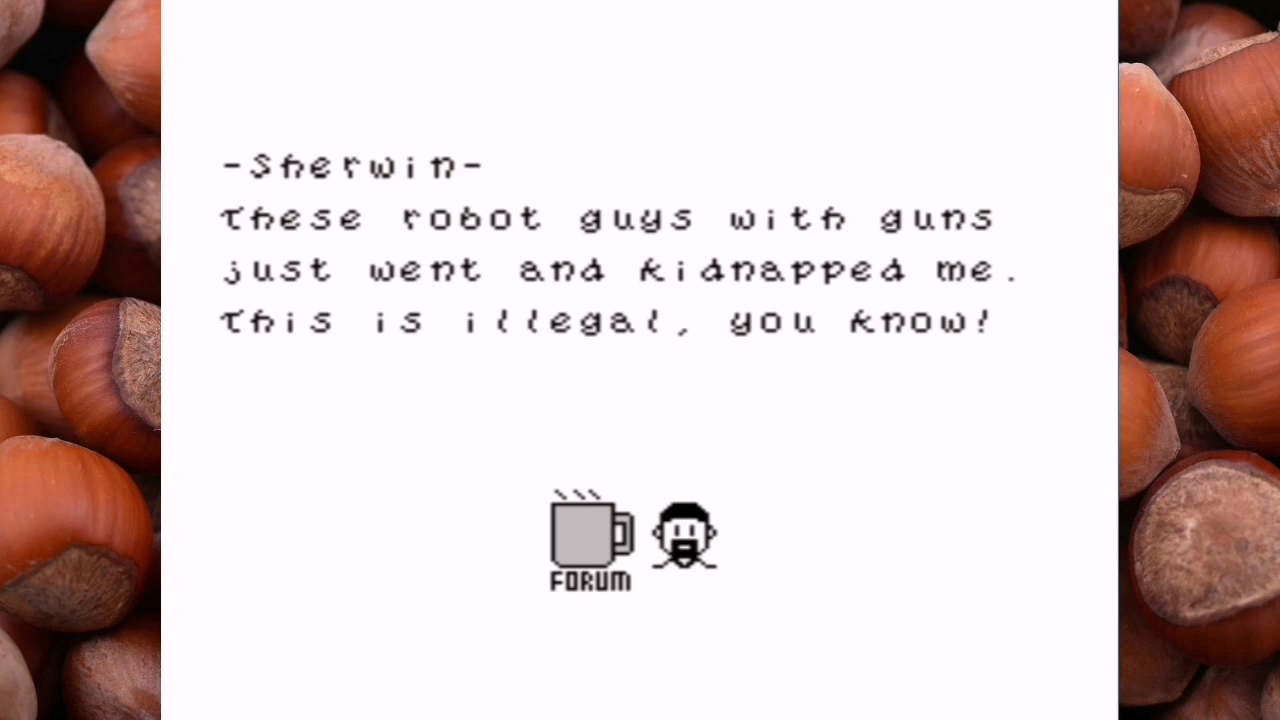 -Sherwin-
These robot guys with guns
just went and kidnapped me.
This is illegal, you know!
FORUM